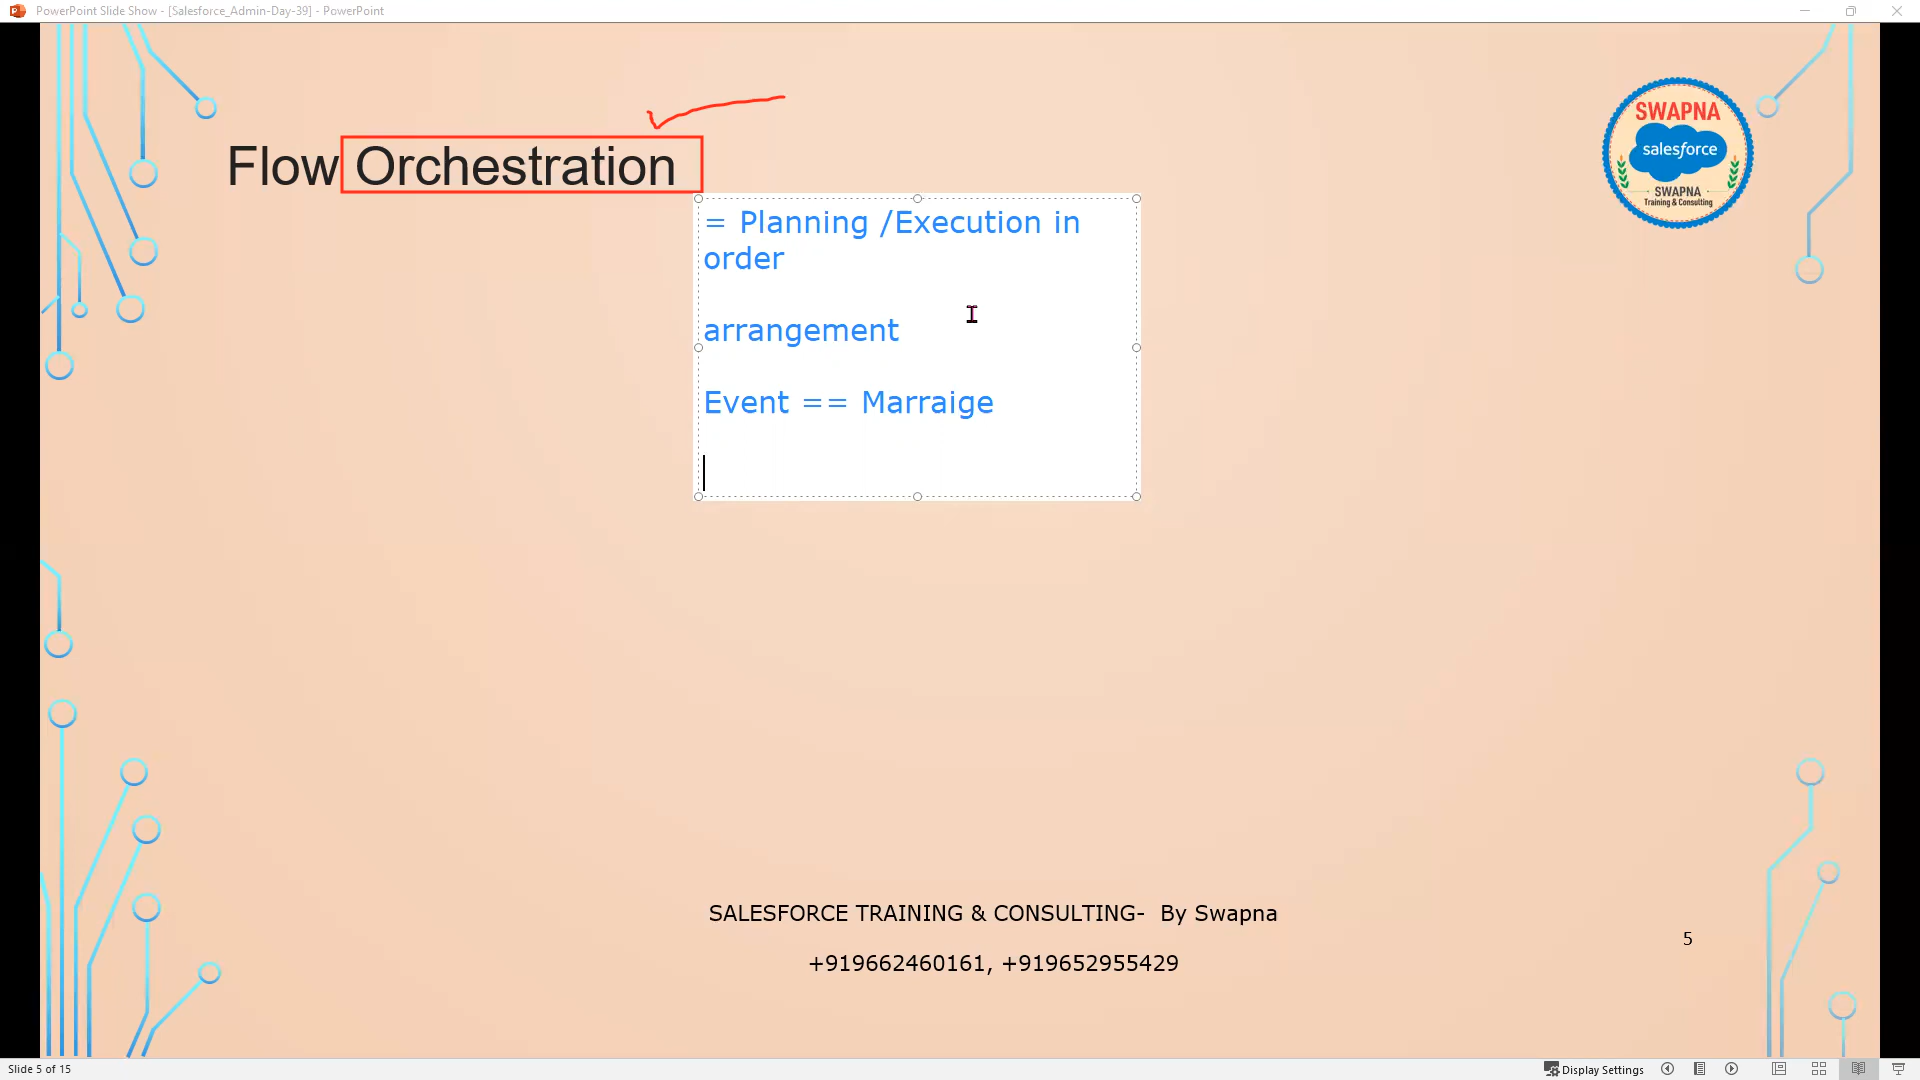 PowerPoint Slide Show - [Salesforce_Admin-Day-39] - PowerPoint
SWAPNA
salesforce
SWAPNA
Training & Consulting
Flow Orchestration
= Planning /Execution in
order
arrangement
Event == Marraige
SALESFORCE TRAINING & CONSULTING- By Swapna
+919662460161, +919652955429
5
Slide 5 of 15
Display Settings